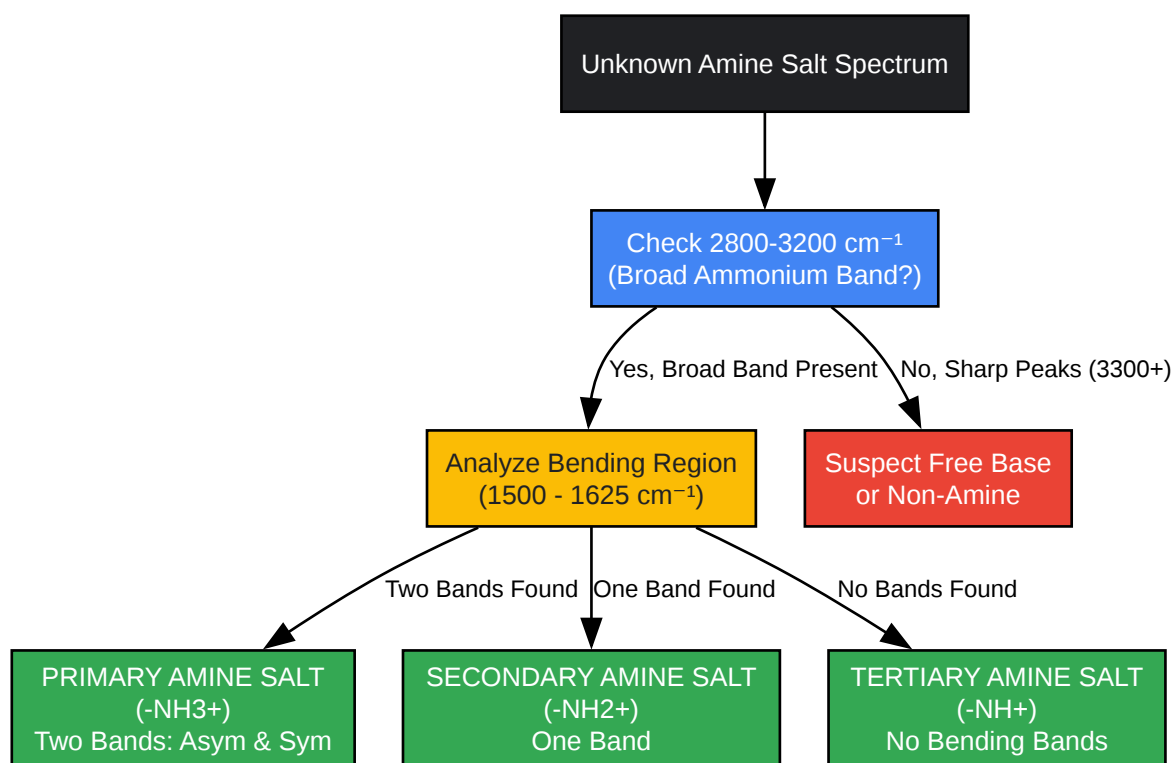 Unknown Amine Salt Spectrum
Check 2800-3200 cm⁻¹
(Broad Ammonium Band?)
Yes, Broad Band Present
No, Sharp Peaks (3300+)
Analyze Bending Region
(1500 - 1625 cm⁻¹)
Suspect Free Base
or Non-Amine
Two Bands Found
One Band Found
No Bands Found
PRIMARY AMINE SALT
(-NH3+)
Two Bands: Asym & Sym
SECONDARY AMINE SALT
(-NH2+)
One Band
TERTIARY AMINE SALT
(-NH+)
No Bending Bands